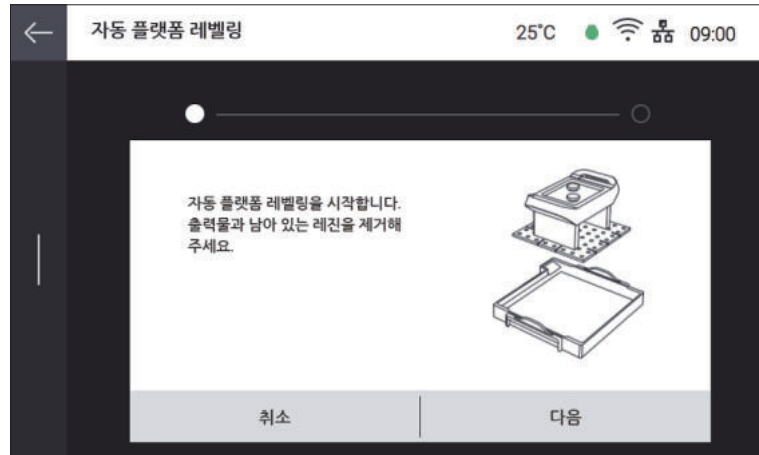 자동 플랫폼 레벨링
25°C
09:00
자동 플랫폼 레벨링을 시작합니다.
출력물과 남아 있는 레진을 제거해
주세요.
취소
다음